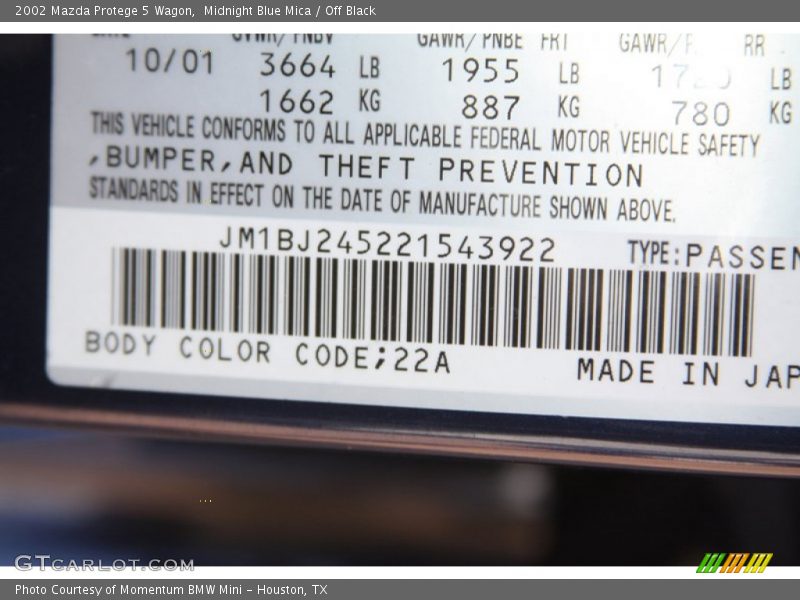 2002 Mazda Protege 5 Wagon,  Midnight Blue Mica / Off Black
GVWR/PNBV GAWR/PNBE FRT GAWR/P. RR
10/01 3664 LB 1955 LB LB
1662 KG 887 KG 780 KG
THIS VEHICLE CONFORMS TO ALL APPLICABLE FEDERAL MOTOR VEHICLE SAFETY
,BUMPER,AND THEFT PREVENTION
STANDARDS IN EFFECT ON THE DATE OF MANUFACTURE SHOWN ABOVE.
JM1BJ245221543922 TYPE:PASSEN
BODY COLOR CODE;22A MADE IN JAP
GTCARLOT.COM
Photo Courtesy of Momentum BMW Mini - Houston, TX